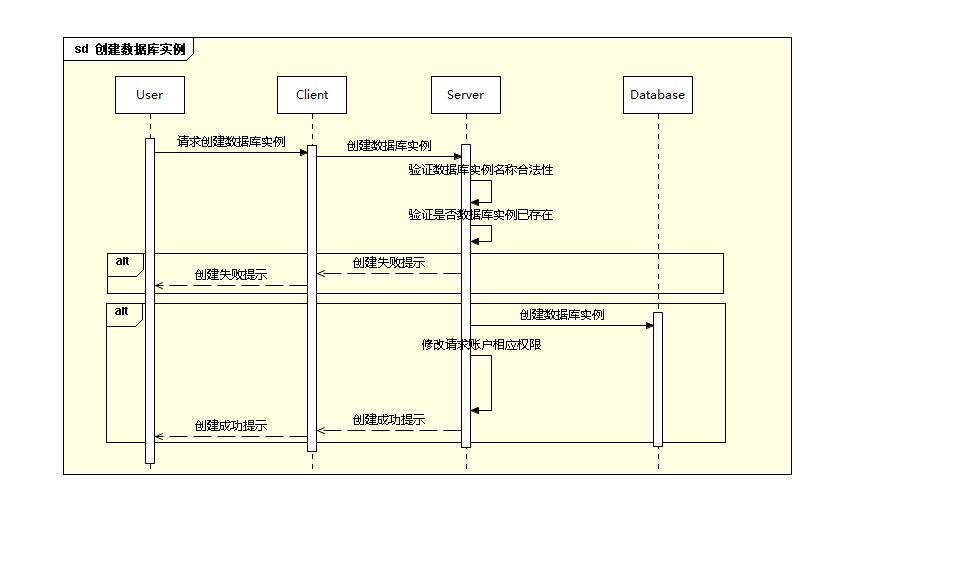 sd 创建数据库实例
User
Client
Server
Database
请求创建数据库实例
创建数据库实例
验证数据库实例名称合法性
验证是否数据库实例已存在
alt
创建失败提示
创建失败提示
alt
创建数据库实例
修改请求账户相应权限
创建成功提示
创建成功提示